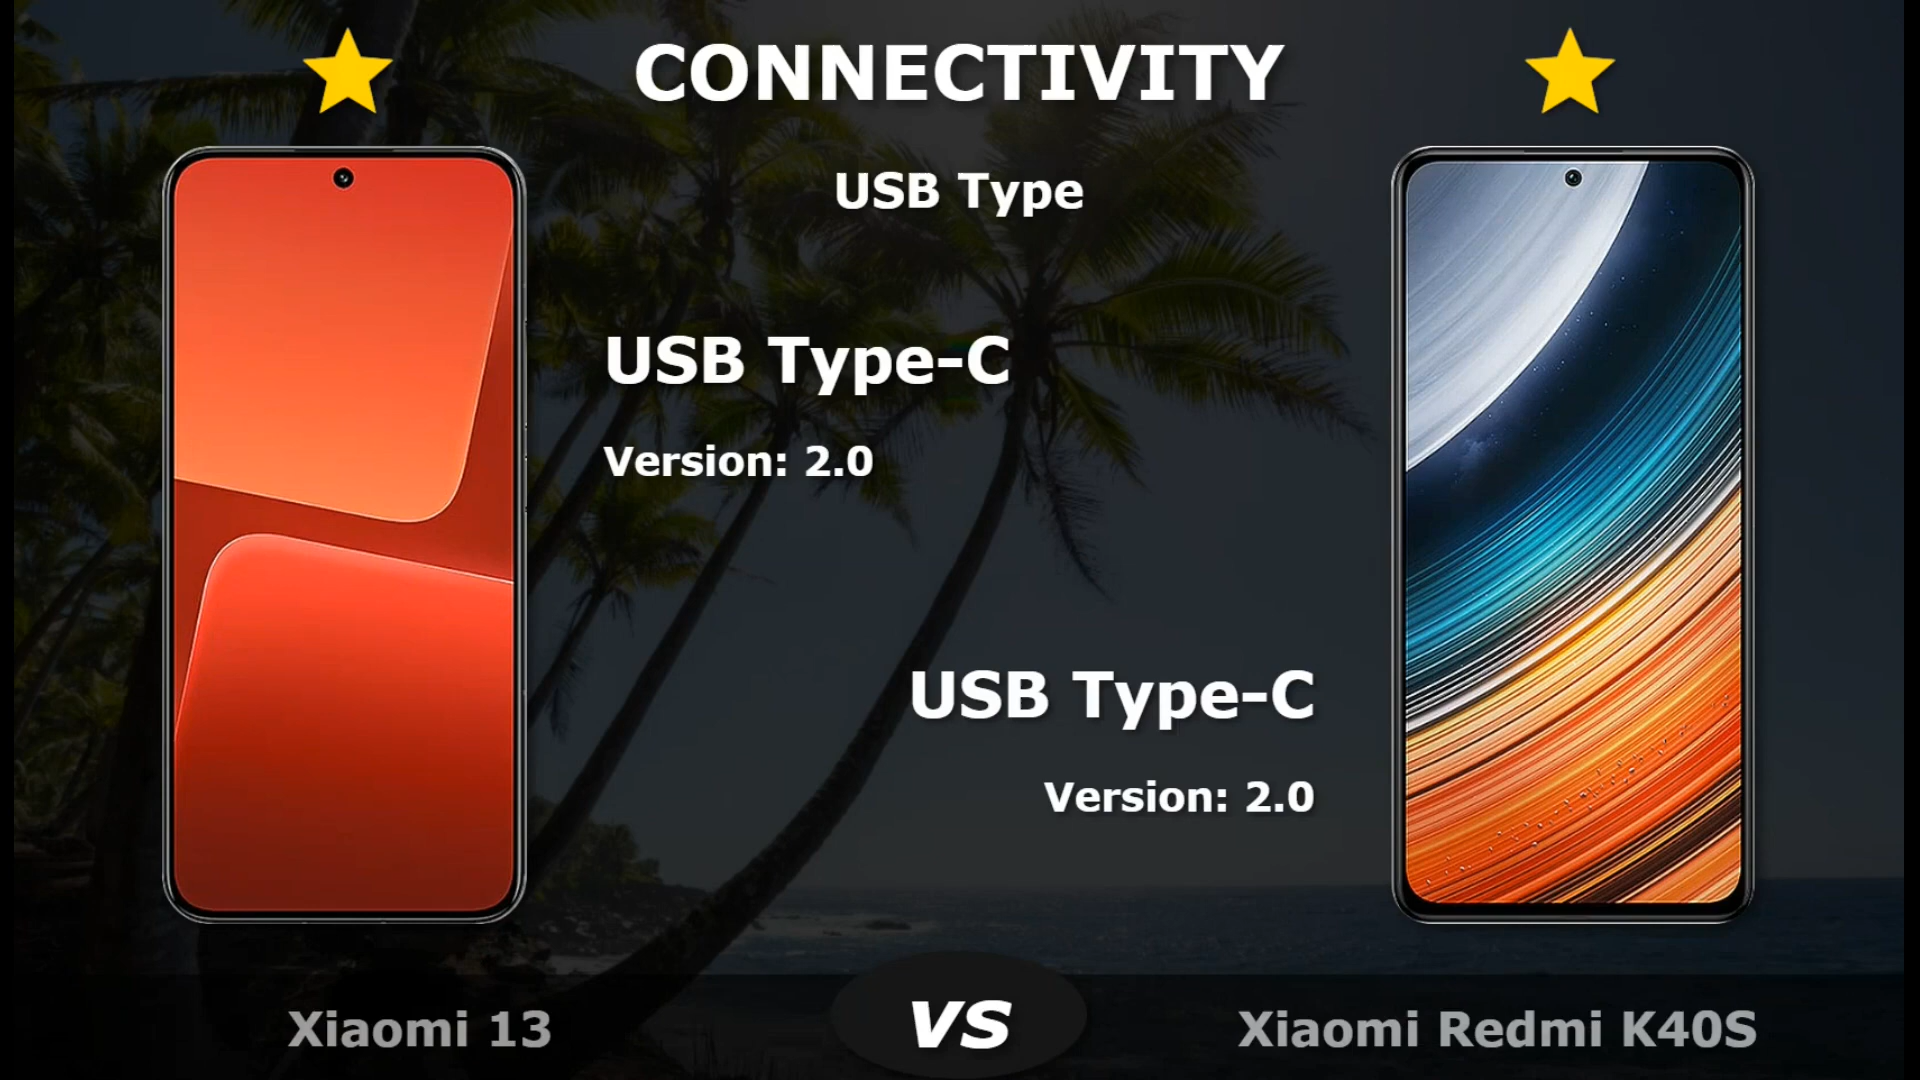 CONNECTIVITY
USB Type
USB Type-C
Version: 2.0
USB Type-C
Version: 2.0
Xiaomi 13
vs
Xiaomi Redmi K40S